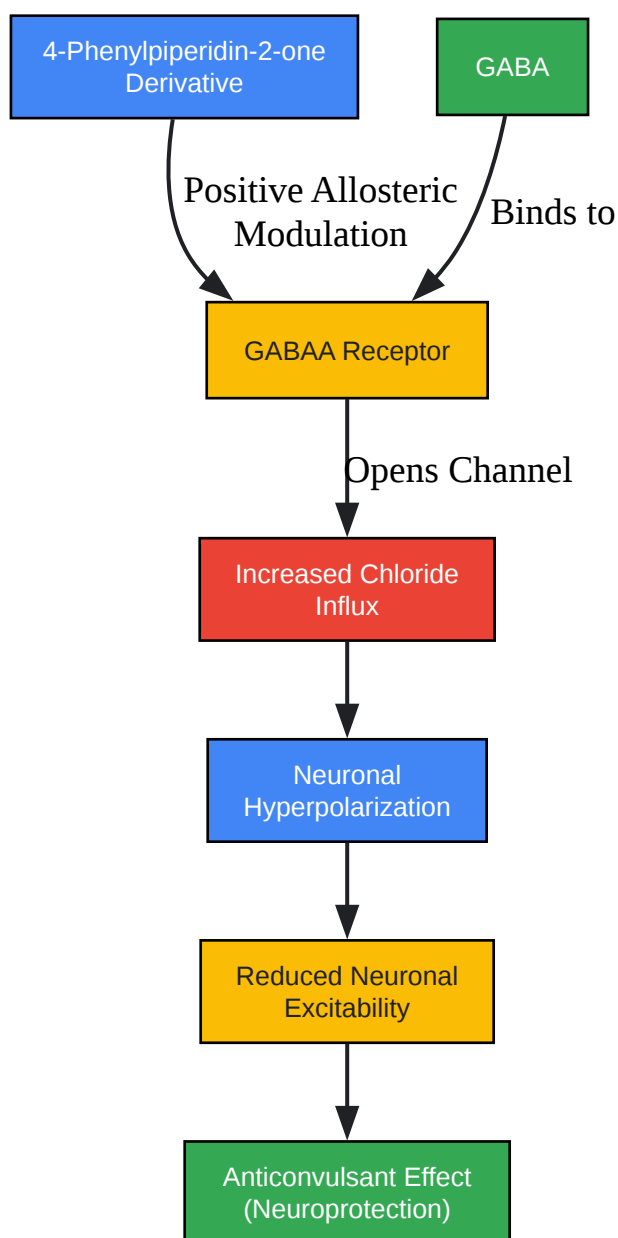 4-Phenylpiperidin-2-one
Derivative
GABA
Positive Allosteric
Modulation
Binds to
GABAA Receptor
Opens Channel
Increased Chloride
Influx
Neuronal
Hyperpolarization
Reduced Neuronal
Excitability
Anticonvulsant Effect
(Neuroprotection)